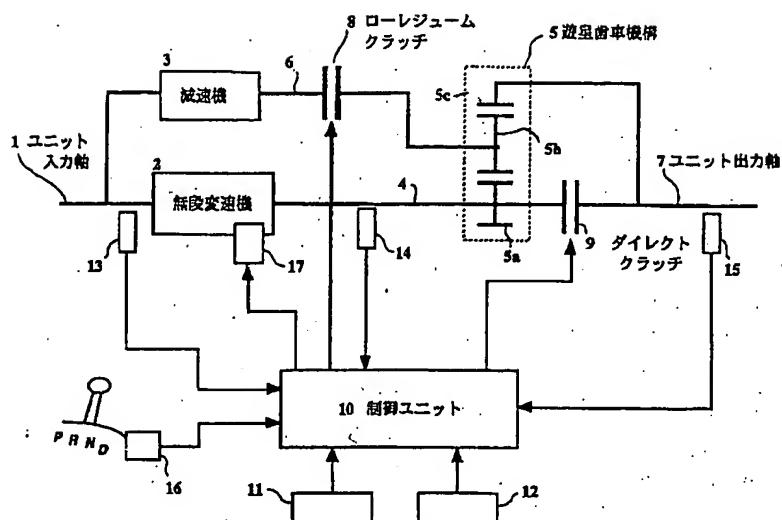 8 ローレジューム
クラッチ
5 遊星歯車機構
3
減速機
6
5c
5b
1 ユニット
入力軸
2
無段変速機
4
7 ユニット出力軸
13
17
14
5a
9
ダイレクト
クラッチ
15
10 制御ユニット
P R N D
16
11
12